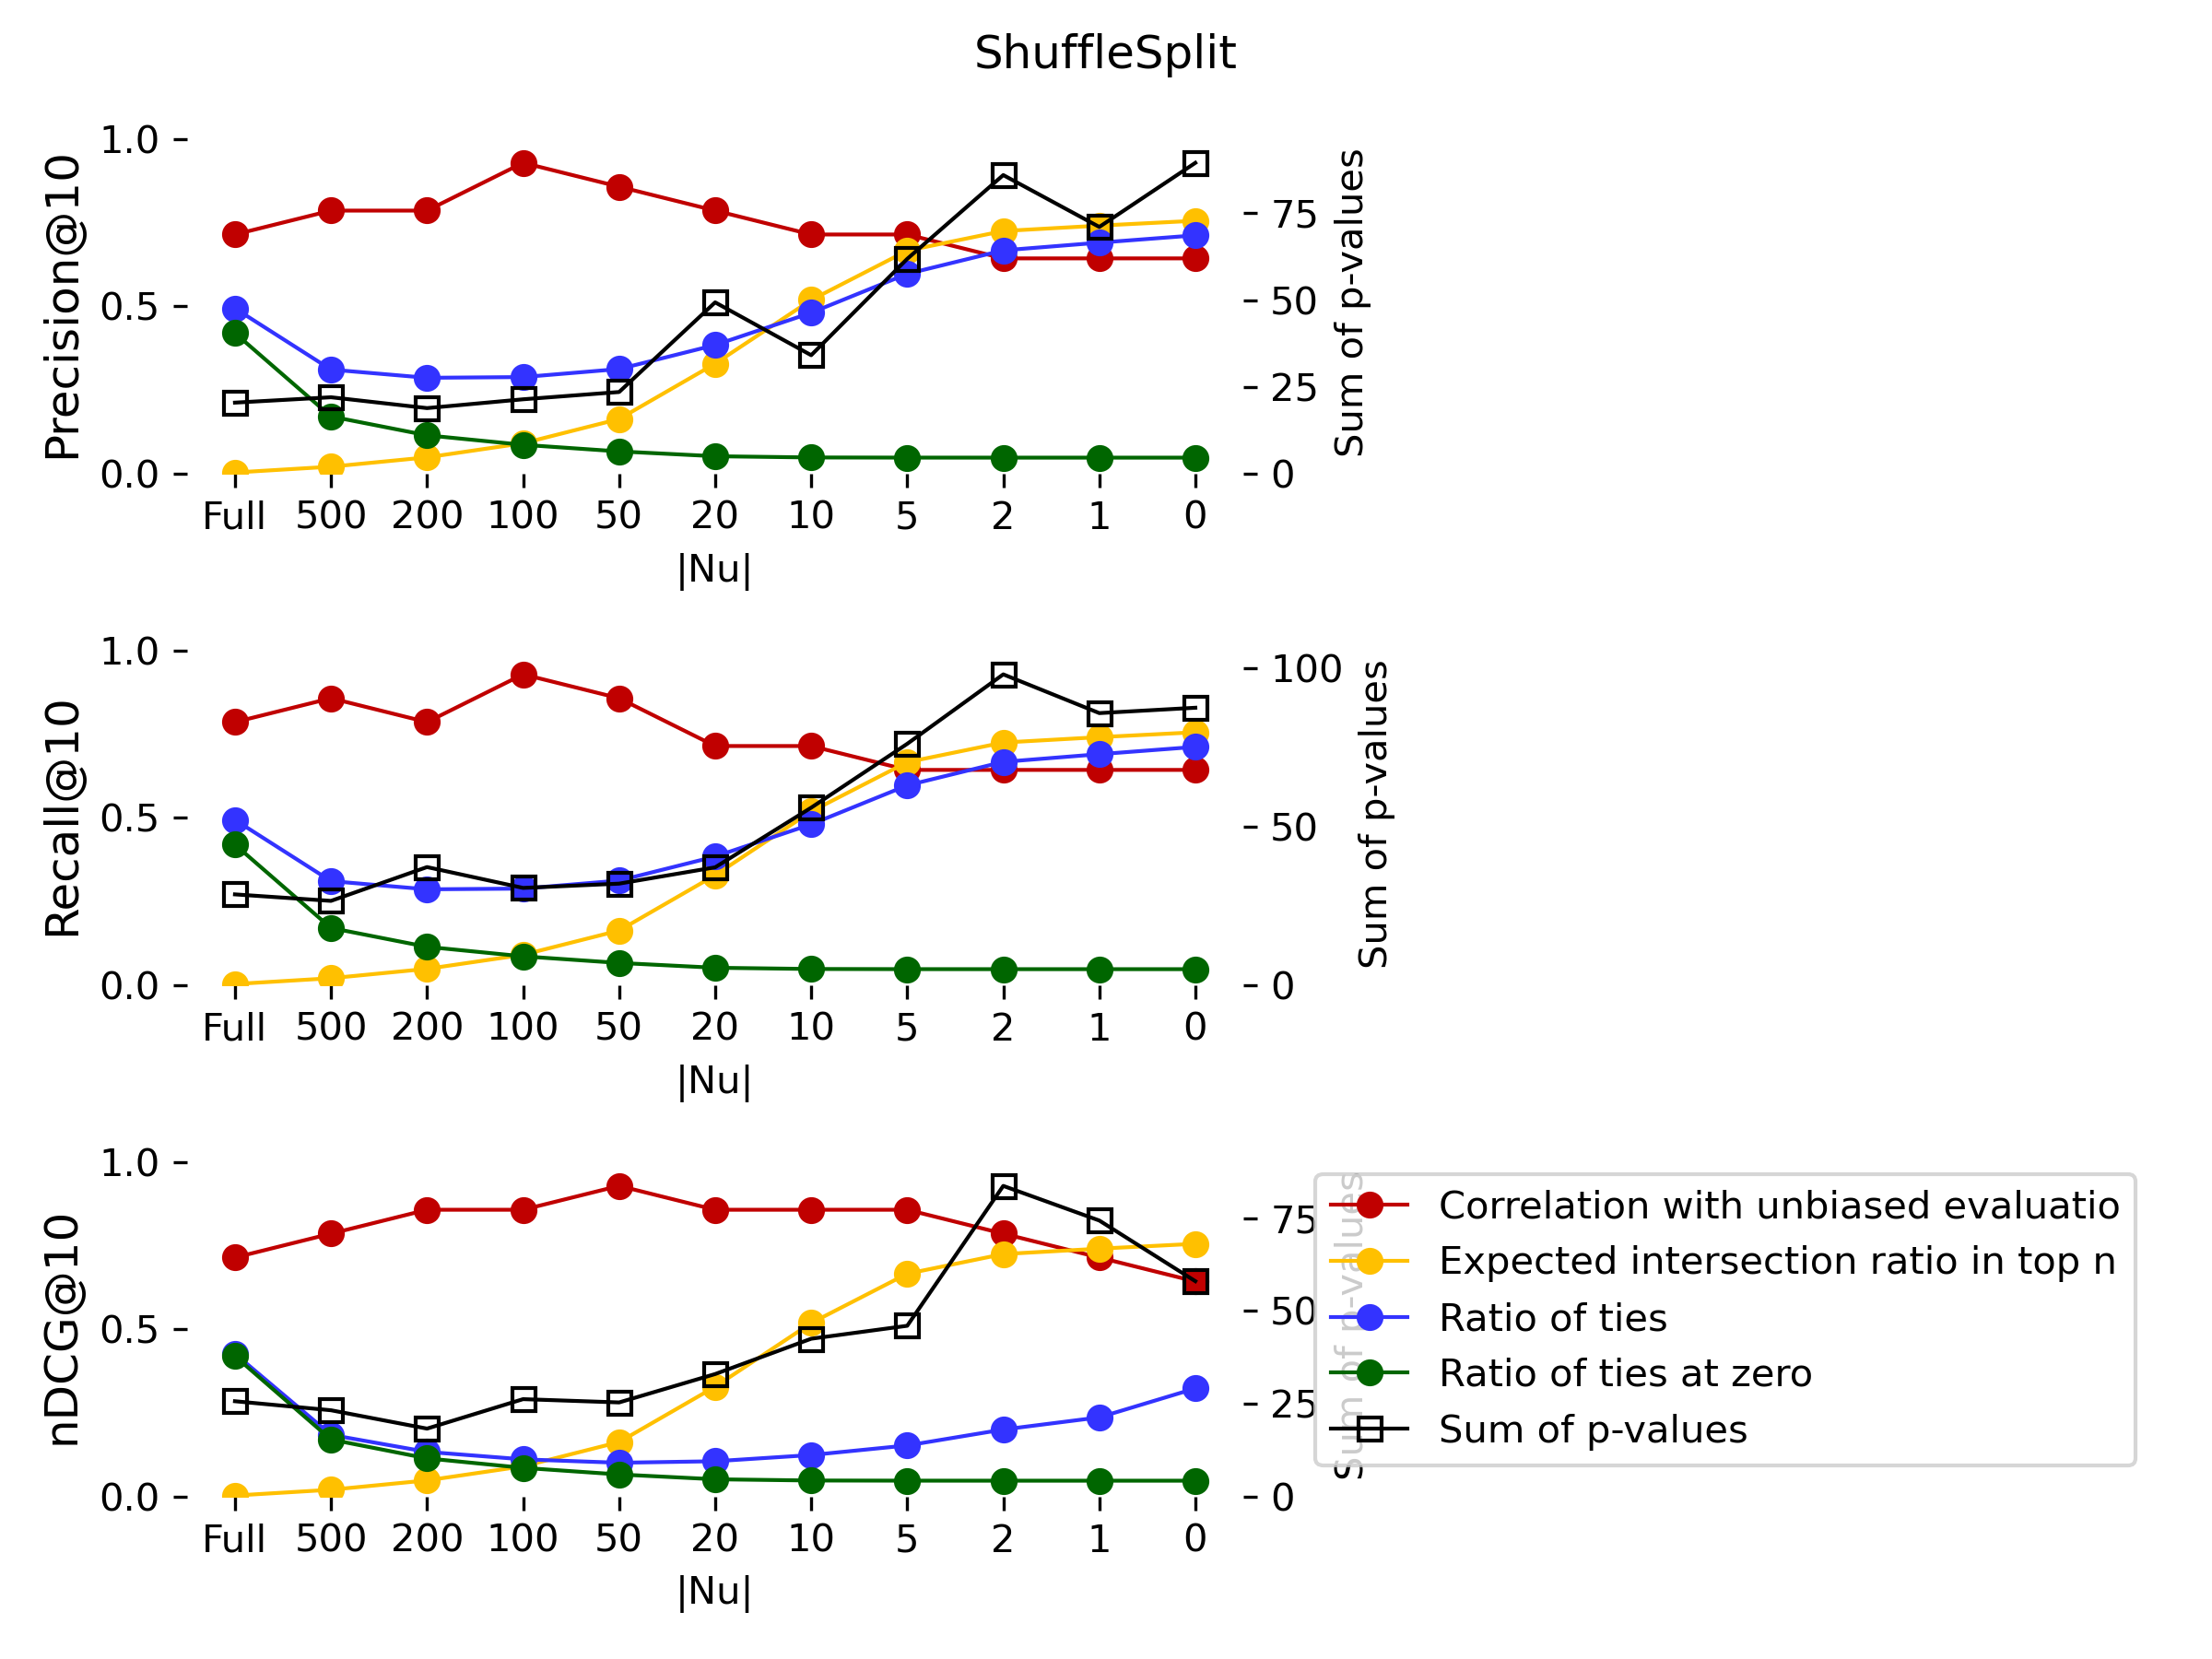 ShuffleSplit
Precision@10
1.0
0.5
0.0
75
50
25
0
Sum of p-values
Full 500 200 100 50 20 10 5 2 1 0
|Nu|
Recall@10
1.0
0.5
0.0
100
50
0
Sum of p-values
Full 500 200 100 50 20 10 5 2 1 0
|Nu|
nDCG@10
1.0
0.5
0.0
75
50
25
0
Sum of p-values
Full 500 200 100 50 20 10 5 2 1 0
|Nu|
Correlation with unbiased evaluatio
Expected intersection ratio in top n
Ratio of ties
Ratio of ties at zero
Sum of p-values